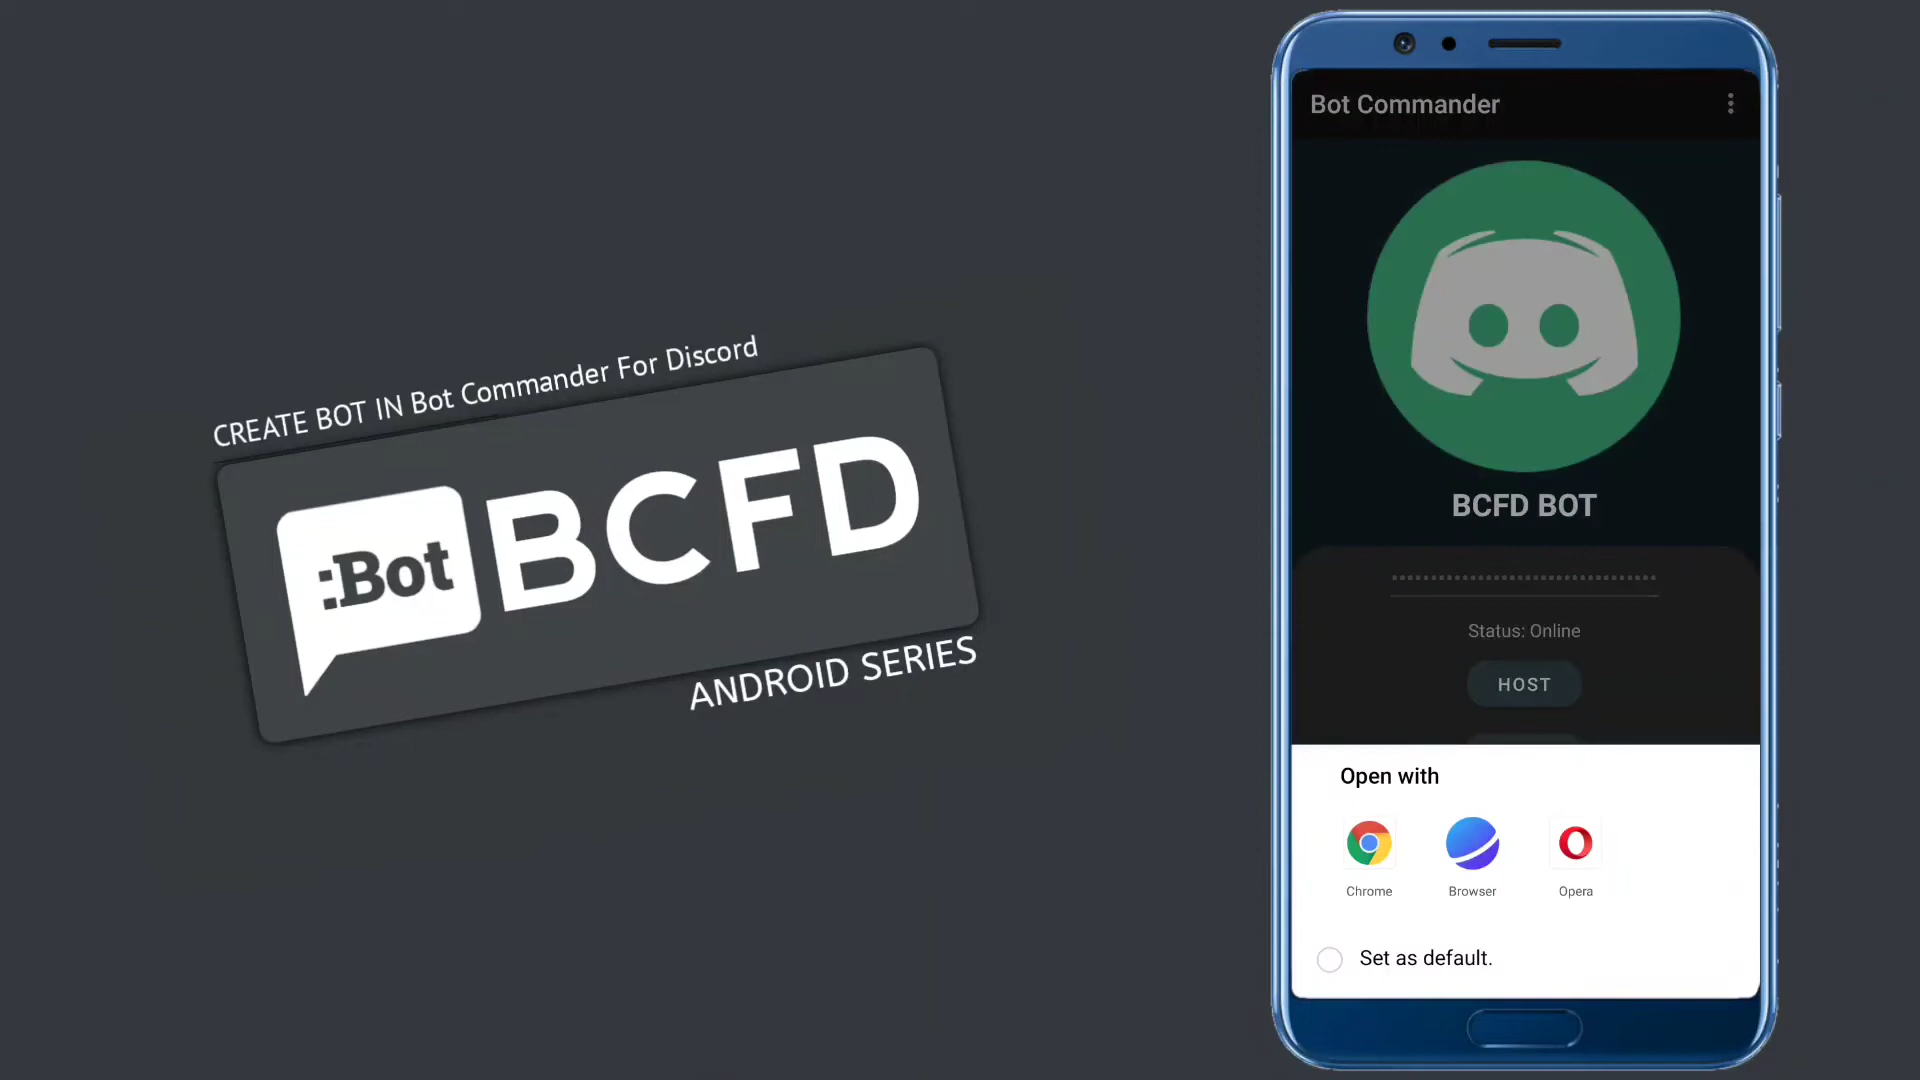 CREATE BOT IN Bot Commander For Discord
:Bot BCFD
ANDROID SERIES
Bot Commander
BCFD BOT
Status: Online
HOST
Open with
Chrome
Browser
Opera
Set as default.